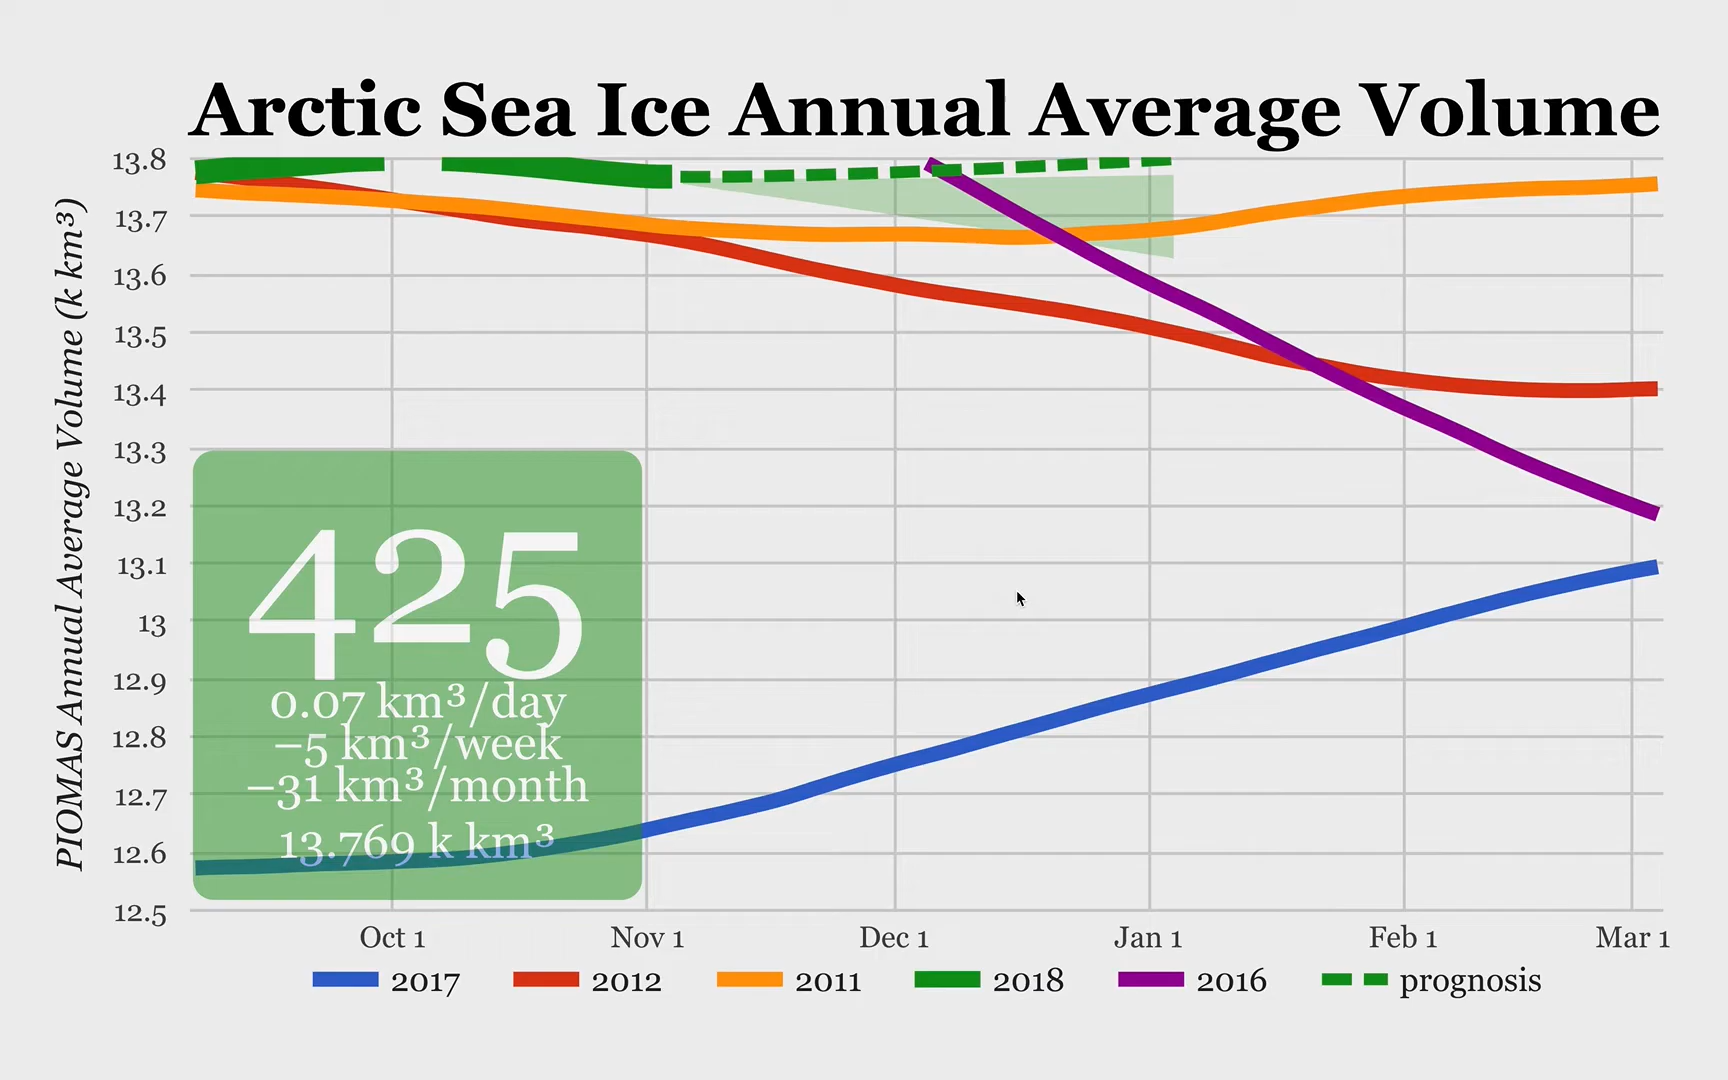 Arctic Sea Ice Annual Average Volume
PIOMAS Annual Average Volume (k km³)
13.8
13.7
13.6
13.5
13.4
13.3
13.2
13.1
13
12.9
12.8
12.7
12.6
12.5
425
0.07 km³/day
−5 km³/week
−31 km³/month
13.769 k km³
Oct 1 Nov 1 Dec 1 Jan 1 Feb 1 Mar 1
2017 2012 2011 2018 2016 prognosis